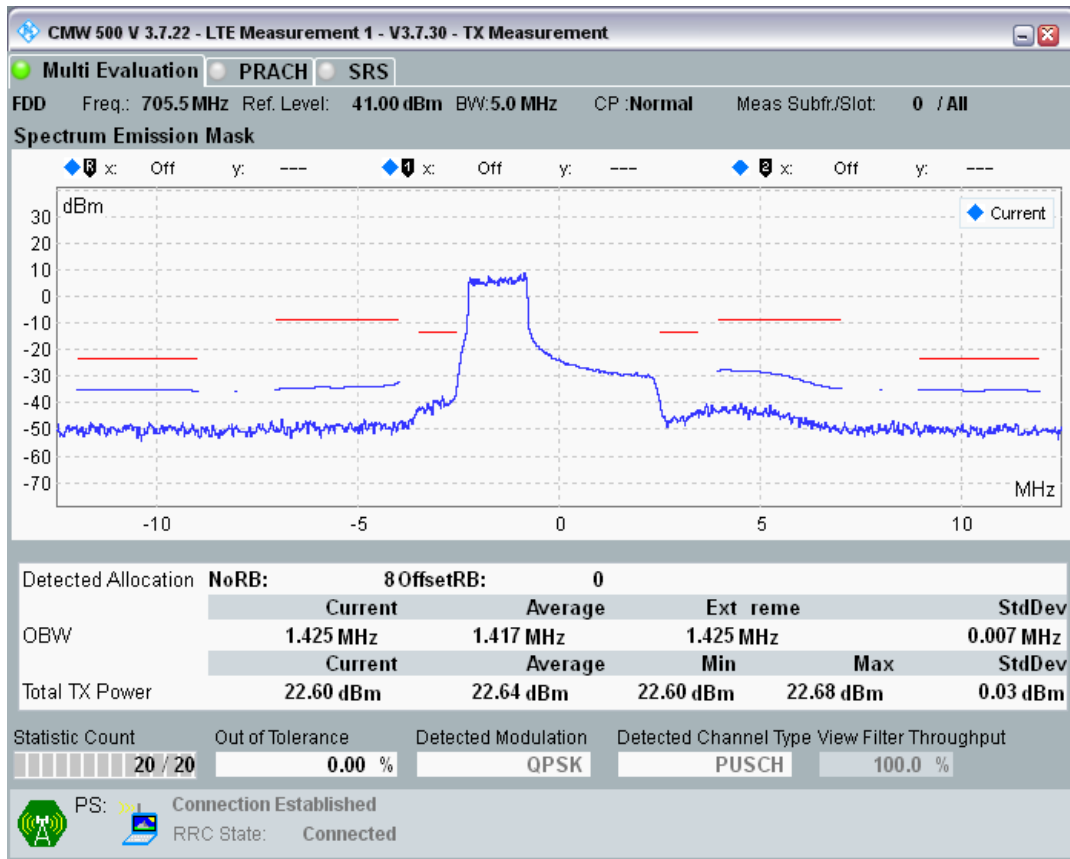 CMW 500 V 3.7.22 - LTE Measurement 1 - V3.7.30 - TX Measurement
Multi Evaluation PRACH SRS
FDD Freq.: 705.5 MHz Ref. Level: 41.00 dBm BW:5.0 MHz CP :Normal Meas Subfr./Slot: 0 / All
Spectrum Emission Mask
R x: Off y: --- 1 x: Off y: --- 2 x: Off y: ---
dBm
Current
30
20
10
0
-10
-20
-30
-40
-50
-60
-70
MHz
-10 -5 0 5 10
Detected Allocation NoRB: 8 OffsetRB: 0
Current Average Ext reme StdDev
OBW 1.425 MHz 1.417 MHz 1.425 MHz 0.007 MHz
Current Average Min Max StdDev
Total TX Power 22.60 dBm 22.64 dBm 22.60 dBm 22.68 dBm 0.03 dBm
Statistic Count Out of Tolerance Detected Modulation Detected Channel Type View Filter Throughput
20 / 20 0.00 % QPSK PUSCH 100.0 %
PS: Connection Established
RRC State: Connected